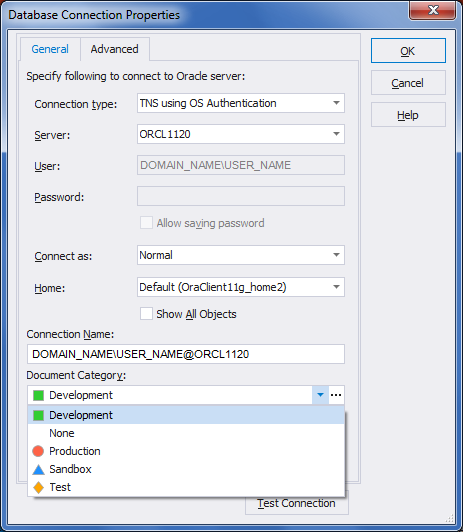 Database Connection Properties
General
Advanced
OK
Cancel
Help
Specify following to connect to Oracle server:
Connection type:
TNS using OS Authentication
Server:
ORCL1120
User:
DOMAIN_NAME\USER_NAME
Password:
Allow saving password
Connect as:
Normal
Home:
Default (OraClient11g_home2)
Show All Objects
Connection Name:
DOMAIN_NAME\USER_NAME@ORCL1120
Document Category:
Development
Development
None
Production
Sandbox
Test
Test Connection